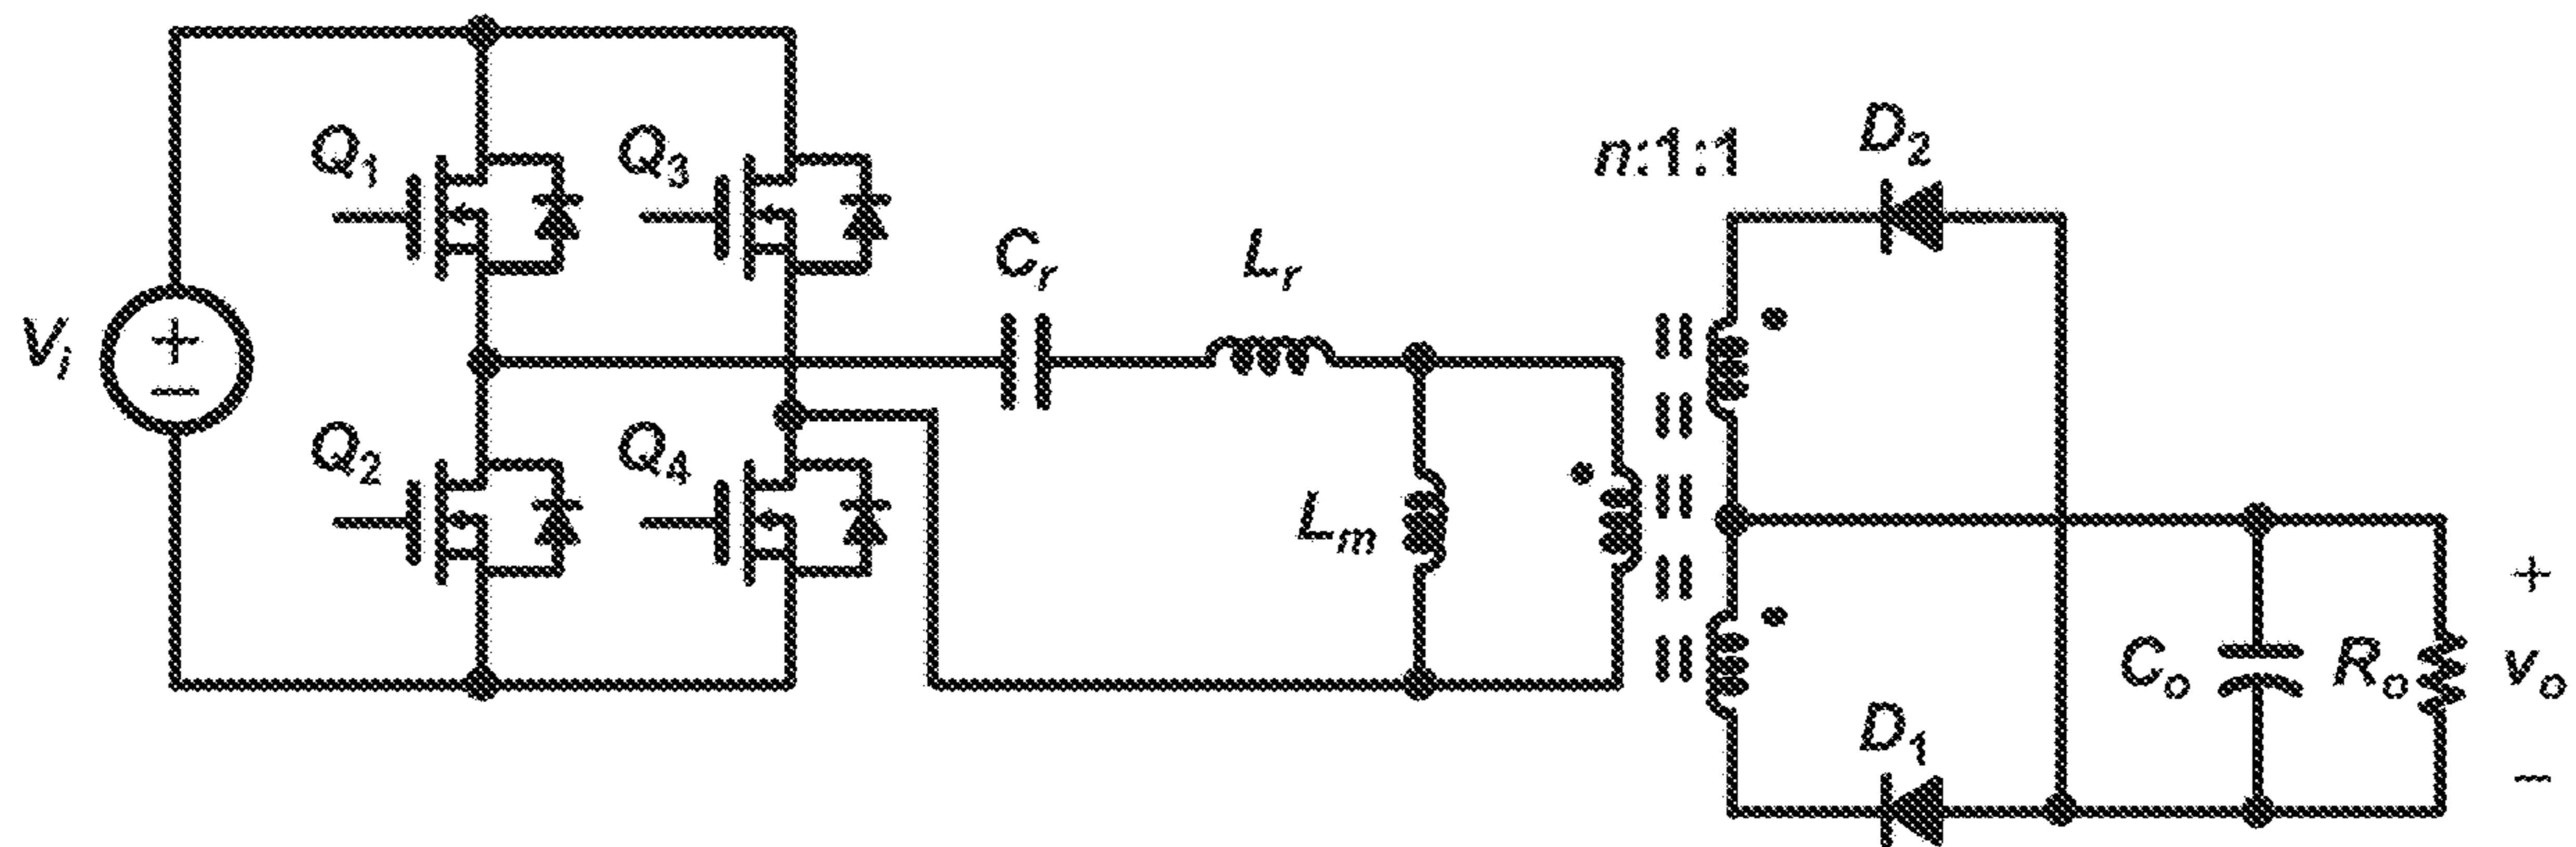 Q₁
Q₃
n:1:1
D₂
Cᵣ
Lᵣ
Vᵢ
+
−
Q₂
Q₄
Lₘ
+
Cₒ
Rₒ
vₒ
D₁
−